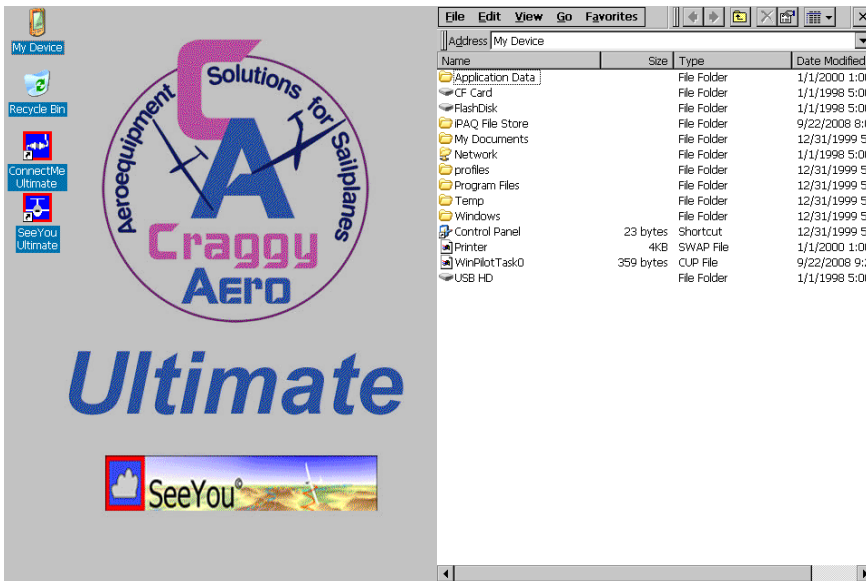 My Device
Recycle Bin
ConnectMe
Ultimate
SeeYou
Ultimate
Aeroequipment Solutions for Sailplanes
CA
Craggy
Aero
Ultimate
SeeYou©
File Edit View Go Favorites
Address My Device
Name Size Type Date Modified
Application Data File Folder 1/1/2000 1:00
CF Card File Folder 1/1/1998 5:00
FlashDisk File Folder 1/1/1998 5:00
iPAQ File Store File Folder 9/22/2008 8:
My Documents File Folder 12/31/1999 5
Network File Folder 1/1/1998 5:00
profiles File Folder 12/31/1999 5
Program Files File Folder 12/31/1999 5
Temp File Folder 12/31/1999 5
Windows File Folder 12/31/1999 5
Control Panel 23 bytes Shortcut 12/31/1999 5
Printer 4KB SWAP File 1/1/2000 1:00
WinPilotTask0 359 bytes CUP File 9/22/2008 9:
USB HD File Folder 1/1/1998 5:00